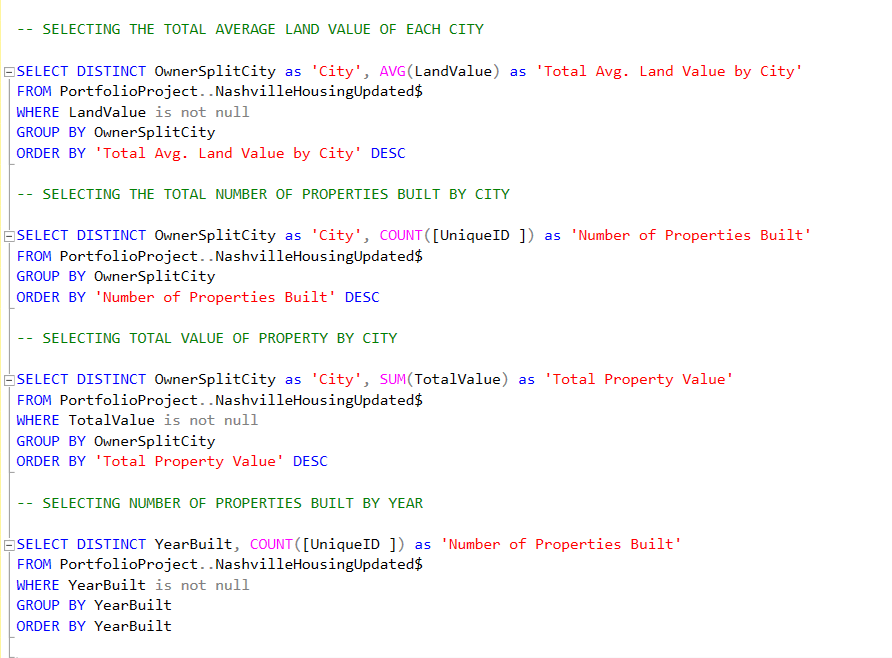 -- SELECTING THE TOTAL AVERAGE LAND VALUE OF EACH CITY
SELECT DISTINCT OwnerSplitCity as 'City', AVG(LandValue) as 'Total Avg. Land Value by City'
FROM PortfolioProject..NashvilleHousingUpdated$
WHERE LandValue is not null
GROUP BY OwnerSplitCity
ORDER BY 'Total Avg. Land Value by City' DESC
-- SELECTING THE TOTAL NUMBER OF PROPERTIES BUILT BY CITY
SELECT DISTINCT OwnerSplitCity as 'City', COUNT([UniqueID ]) as 'Number of Properties Built'
FROM PortfolioProject..NashvilleHousingUpdated$
GROUP BY OwnerSplitCity
ORDER BY 'Number of Properties Built' DESC
-- SELECTING TOTAL VALUE OF PROPERTY BY CITY
SELECT DISTINCT OwnerSplitCity as 'City', SUM(TotalValue) as 'Total Property Value'
FROM PortfolioProject..NashvilleHousingUpdated$
WHERE TotalValue is not null
GROUP BY OwnerSplitCity
ORDER BY 'Total Property Value' DESC
-- SELECTING NUMBER OF PROPERTIES BUILT BY YEAR
SELECT DISTINCT YearBuilt, COUNT([UniqueID ]) as 'Number of Properties Built'
FROM PortfolioProject..NashvilleHousingUpdated$
WHERE YearBuilt is not null
GROUP BY YearBuilt
ORDER BY YearBuilt